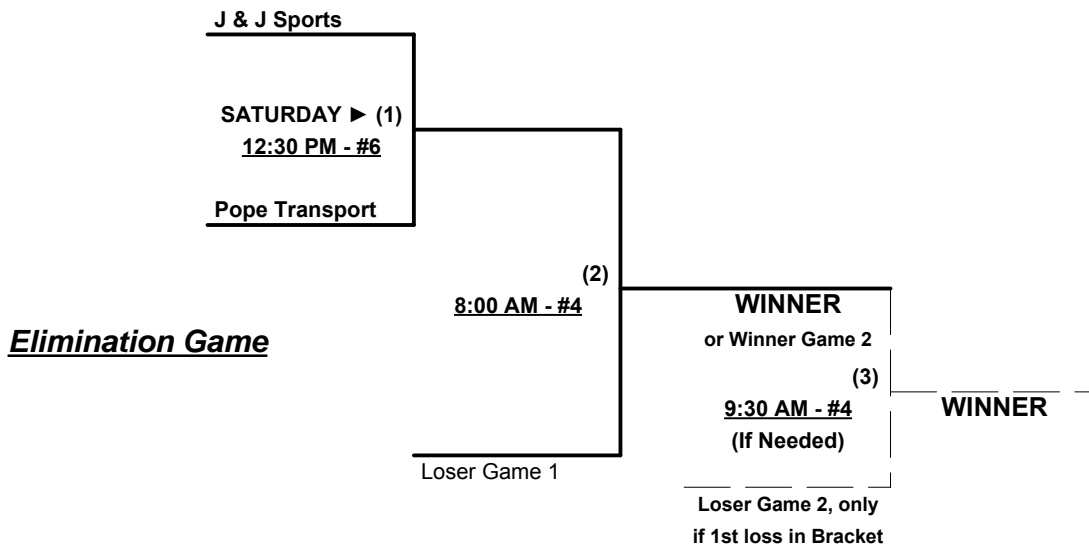 J & J Sports
SATURDAY ► (1)
12:30 PM - #6
Pope Transport
(2)
8:00 AM - #4
WINNER
or Winner Game 2
Elimination Game
(3)
9:30 AM - #4
WINNER
(If Needed)
Loser Game 1
Loser Game 2, only
if 1st loss in Bracket